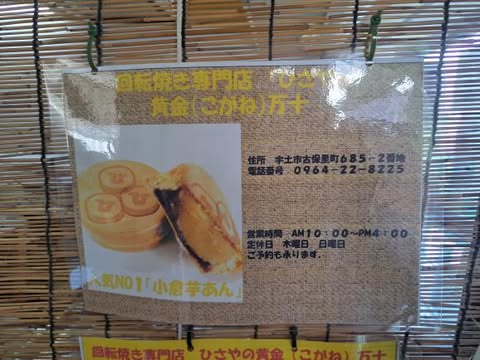 回転焼き専門店　ひさや
黄金(こがね)万十
住所　宇土市古保里町685-2番地
電話番号　0964-22-8225
営業時間　AM10：00～PM4：00
定休日　木曜日　日曜日
ご予約も承ります．
人気NO1「小倉芋あん」
回転焼き専門店　ひさやの黄金「こがね」万十